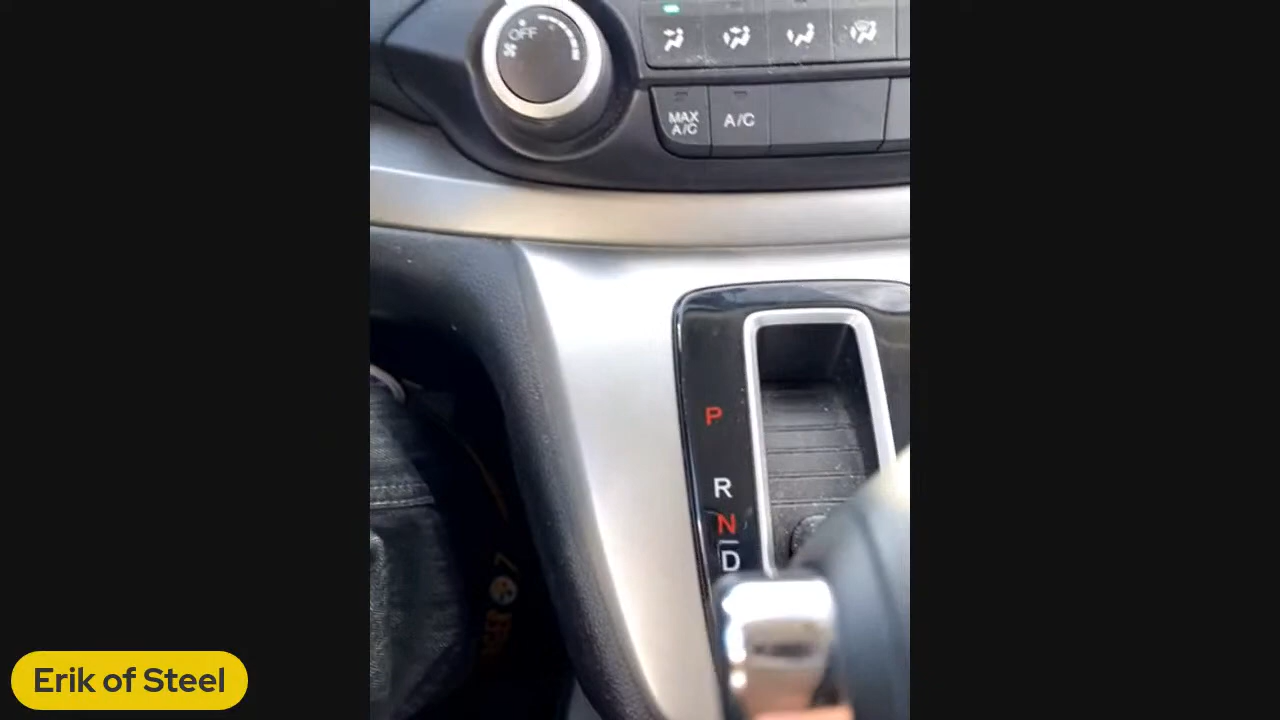 OFF
MAX
A/C
A/C
P
R
N
D
Erik of Steel